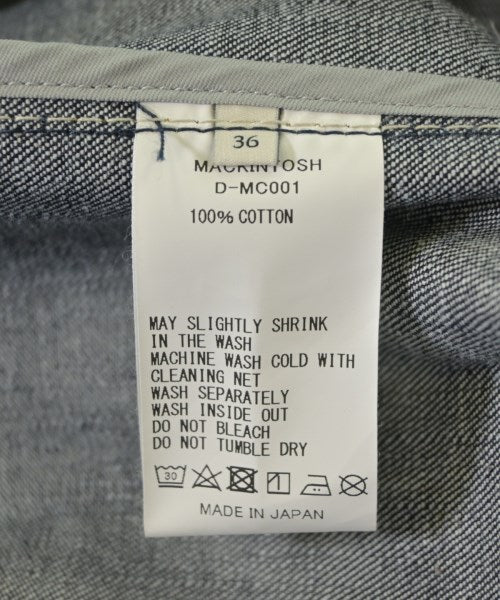 36
MACKINTOSH
D-MC001
100% COTTON
MAY SLIGHTLY SHRINK
IN THE WASH
MACHINE WASH COLD WITH
CLEANING NET
WASH SEPARATELY
WASH INSIDE OUT
DO NOT BLEACH
DO NOT TUMBLE DRY
30
MADE IN JAPAN